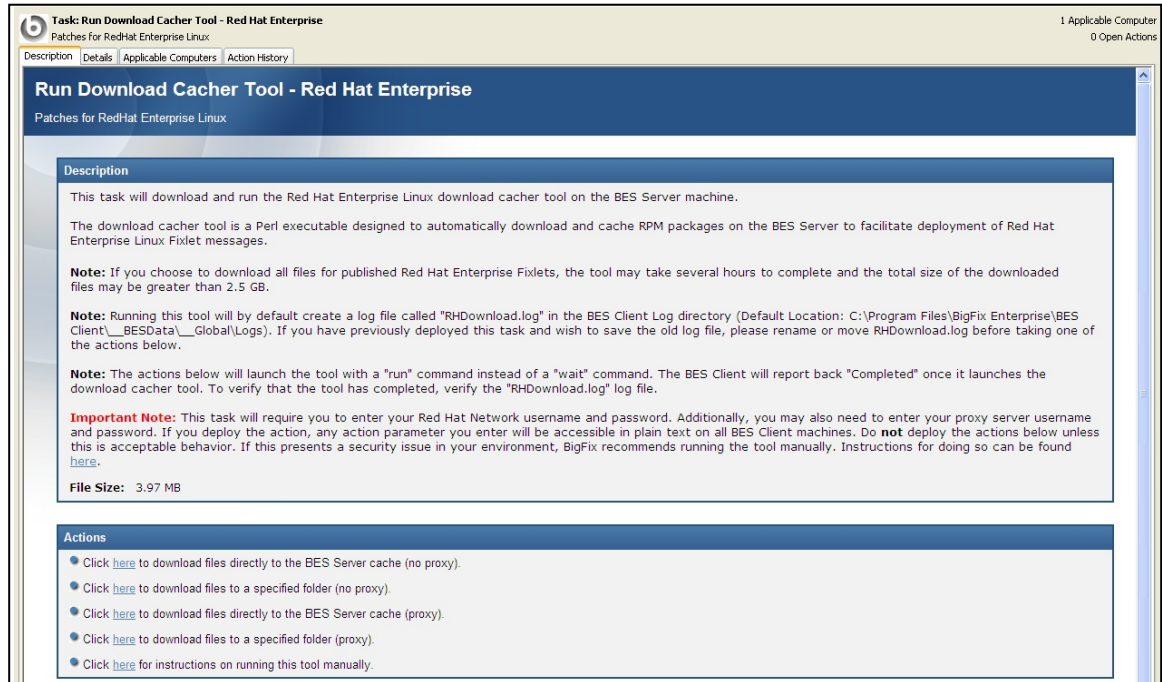 Task: Run Download Cacher Tool - Red Hat Enterprise
1 Applicable Computer
Patches for RedHat Enterprise Linux
0 Open Actions
Description Details Applicable Computers Action History
Run Download Cacher Tool - Red Hat Enterprise
Patches for RedHat Enterprise Linux
Description
This task will download and run the Red Hat Enterprise Linux download cacher tool on the BES Server machine.
The download cacher tool is a Perl executable designed to automatically download and cache RPM packages on the BES Server to facilitate deployment of Red Hat
Enterprise Linux Fixlet messages.
Note: If you choose to download all files for published Red Hat Enterprise Fixlets, the tool may take several hours to complete and the total size of the downloaded
files may be greater than 2.5 GB.
Note: Running this tool will by default create a log file called "RHDownload.log" in the BES Client Log directory (Default Location: C:\Program Files\BigFix Enterprise\BES
Client\__BESData\__Global\Logs). If you have previously deployed this task and wish to save the old log file, please rename or move RHDownload.log before taking one of
the actions below.
Note: The actions below will launch the tool with a "run" command instead of a "wait" command. The BES Client will report back "Completed" once it launches the
download cacher tool. To verify that the tool has completed, verify the "RHDownload.log" log file.
Important Note: This task will require you to enter your Red Hat Network username and password. Additionally, you may also need to enter your proxy server username
and password. If you deploy the action, any action parameter you enter will be accessible in plain text on all BES Client machines. Do not deploy the actions below unless
this is acceptable behavior. If this presents a security issue in your environment, BigFix recommends running the tool manually. Instructions for doing so can be found
here.
File Size: 3.97 MB
Actions
Click here to download files directly to the BES Server cache (no proxy).
Click here to download files to a specified folder (no proxy).
Click here to download files directly to the BES Server cache (proxy).
Click here to download files to a specified folder (proxy).
Click here for instructions on running this tool manually.